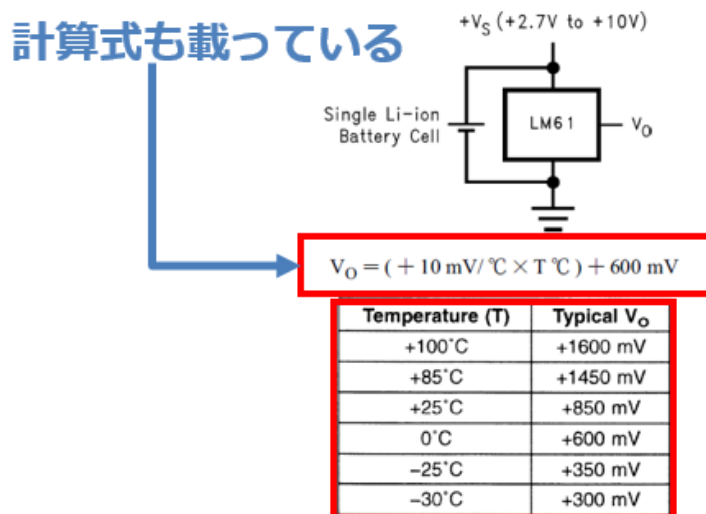 計算式も載っている
+VS (+2.7V to +10V)
Single Li-ion
Battery Cell
LM61
VO
VO = ( + 10 mV/ ℃ × T ℃ ) + 600 mV
Temperature (T) Typical VO
+100°C +1600 mV
+85°C +1450 mV
+25°C +850 mV
0°C +600 mV
−25°C +350 mV
−30°C +300 mV